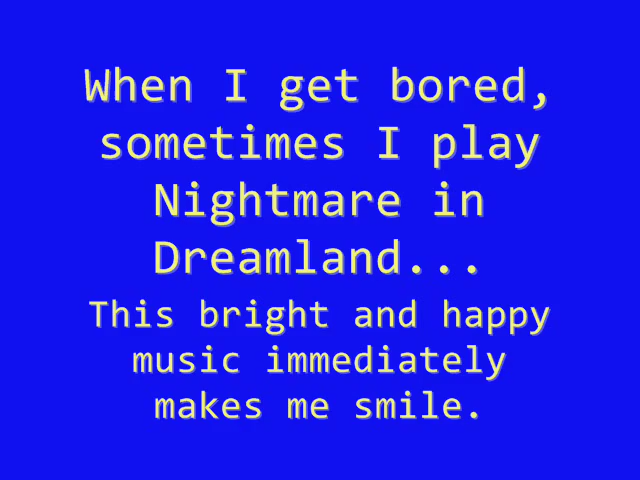 When I get bored,
sometimes I play
Nightmare in
Dreamland...
This bright and happy
music immediately
makes me smile.